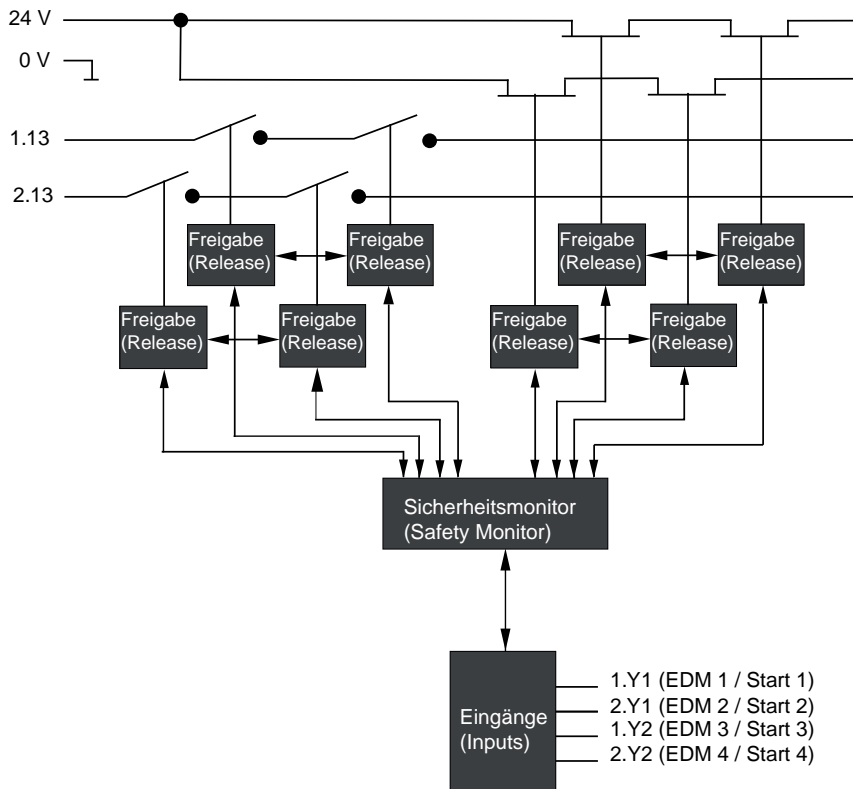 24 V
0 V
1.13
2.13
Freigabe
(Release)
Freigabe
(Release)
Freigabe
(Release)
Freigabe
(Release)
Freigabe
(Release)
Freigabe
(Release)
Freigabe
(Release)
Freigabe
(Release)
Sicherheitsmonitor
(Safety Monitor)
Eingänge
(Inputs)
1.Y1 (EDM 1 / Start 1)
2.Y1 (EDM 2 / Start 2)
1.Y2 (EDM 3 / Start 3)
2.Y2 (EDM 4 / Start 4)